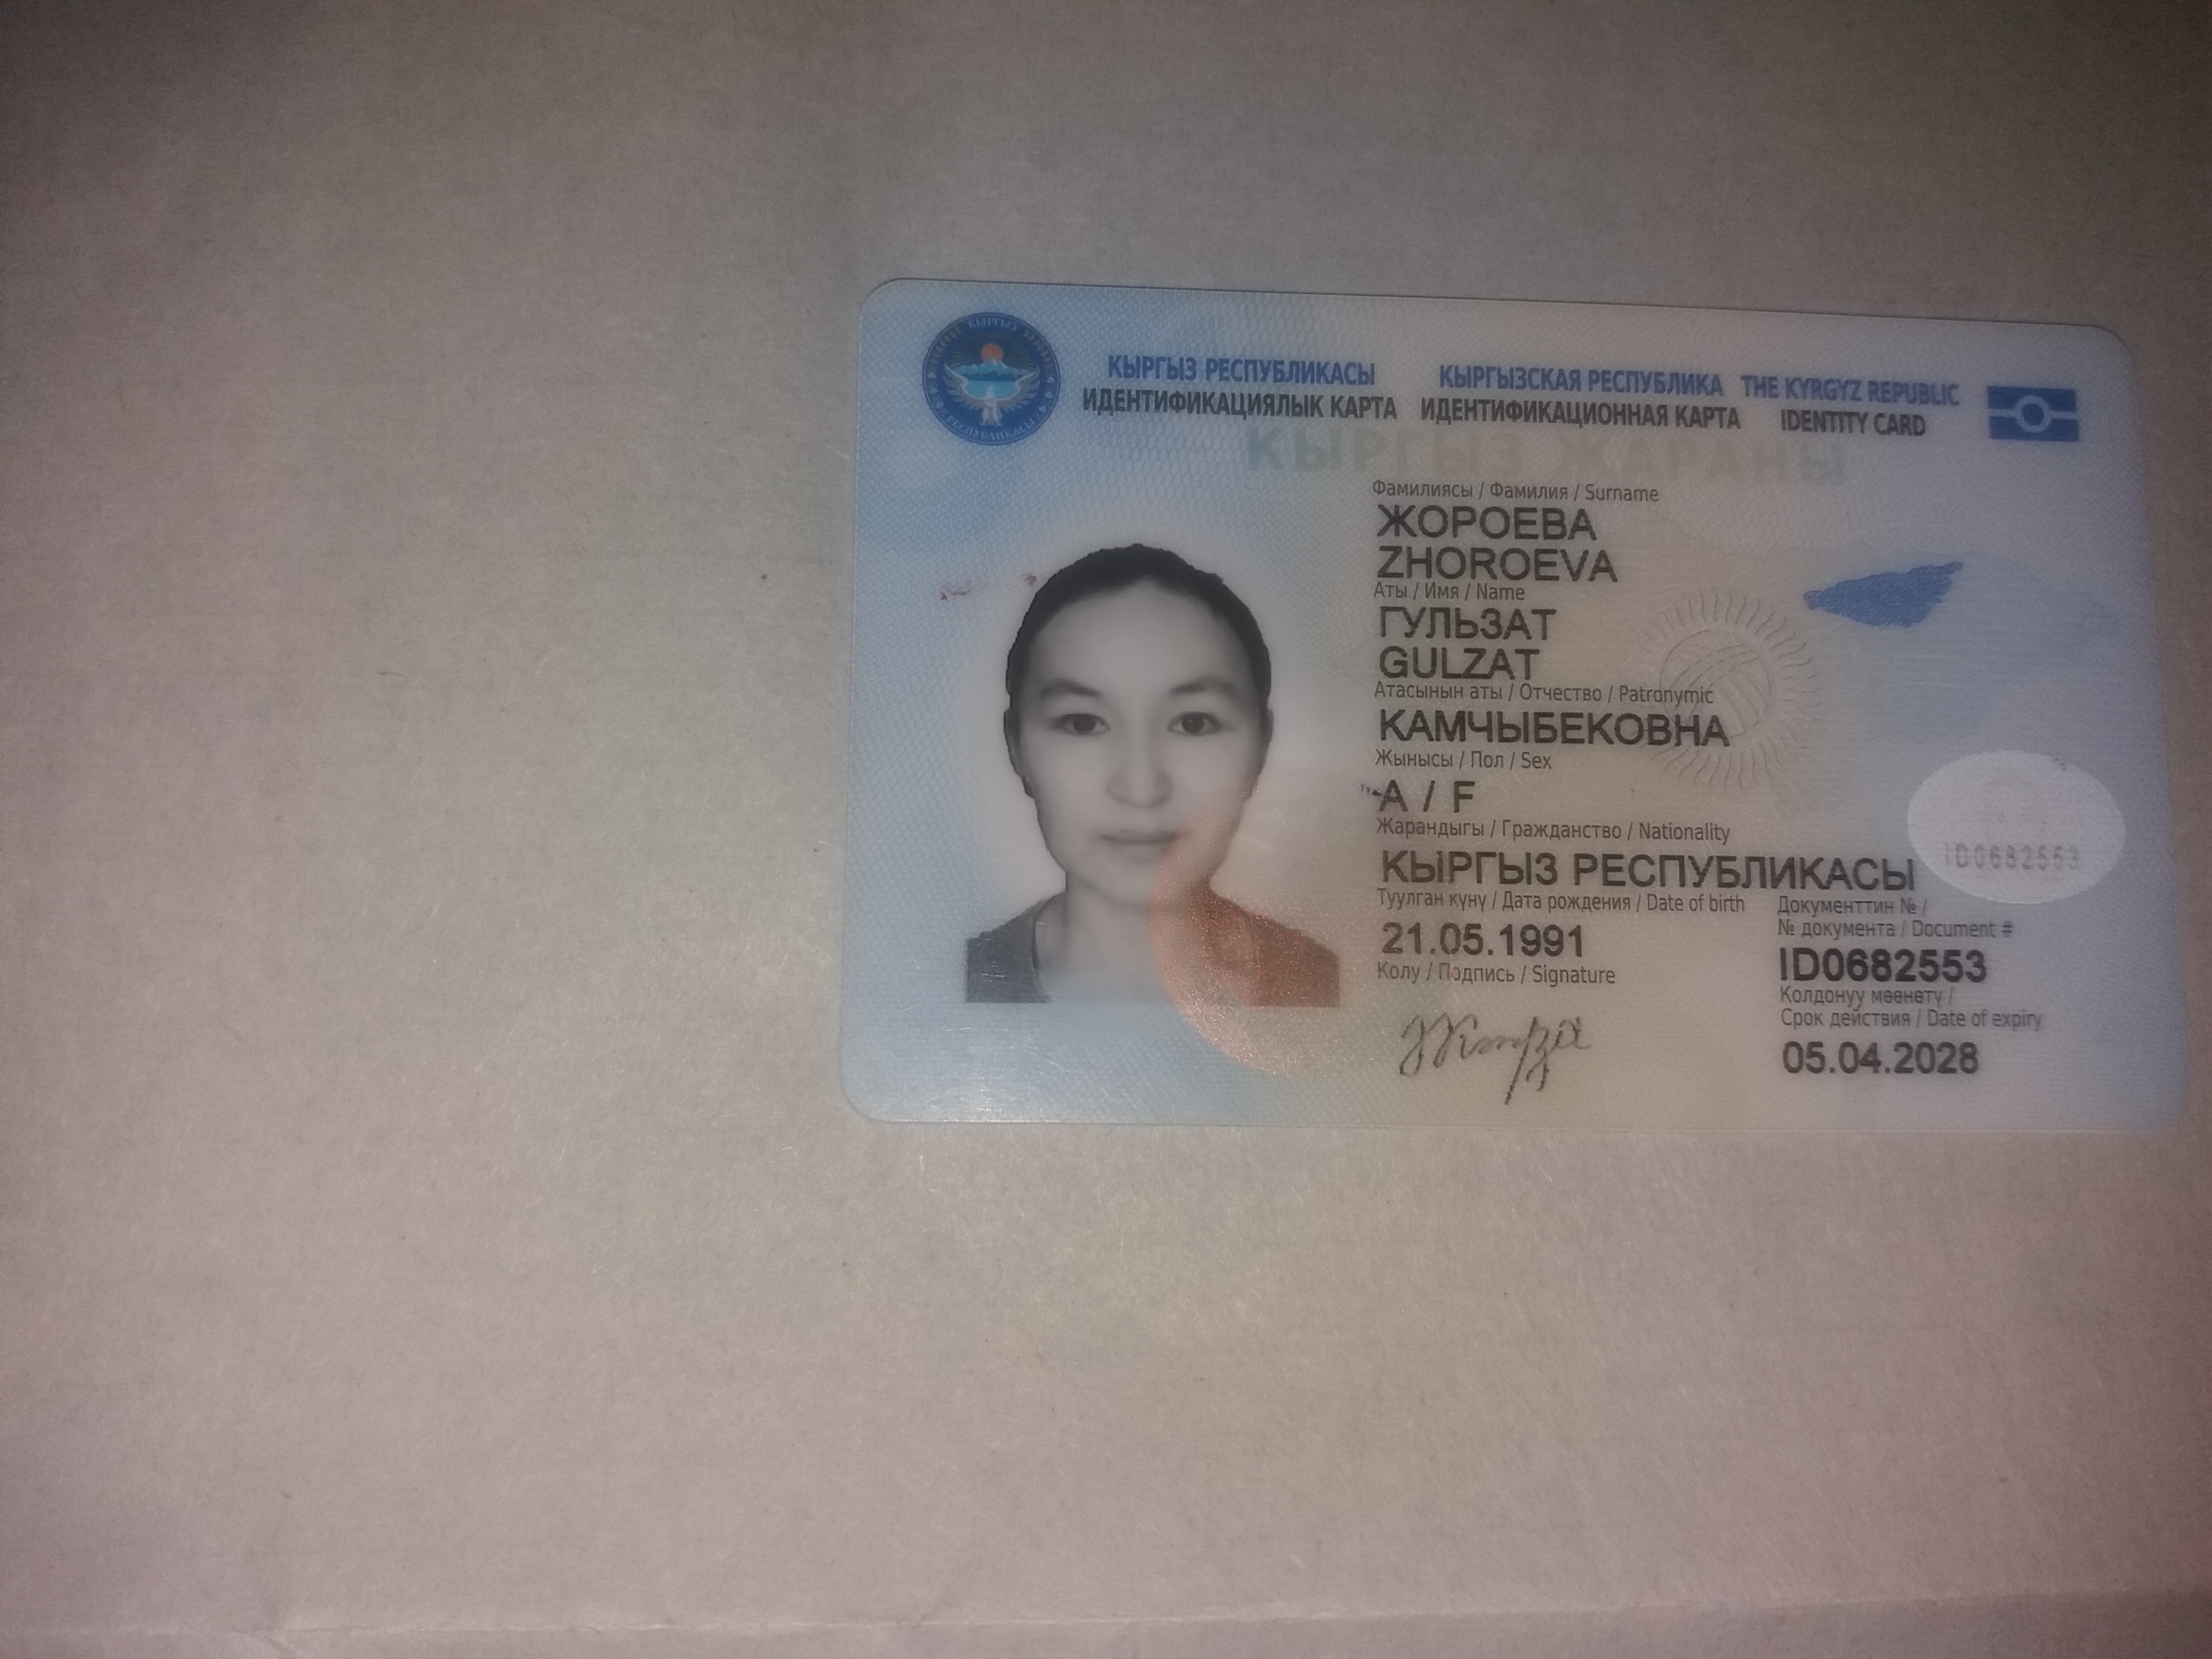 КЫРГЫЗ РЕСПУБЛИКАСЫ КЫРГЫЗСКАЯ РЕСПУБЛИКА THE KYRGYZ REPUBLIC
ИДЕНТИФИКАЦИЯЛЫК КАРТА ИДЕНТИФИКАЦИОННАЯ КАРТА IDENTITY CARD
КЫРГЫЗ ЖАРАНЫ
Фамилиясы / Фамилия / Surname
ЖОРОЕВА
ZHOROEVA
Аты / Имя / Name
ГУЛЬЗАТ
GULZAT
Атасынын аты / Отчество / Patronymic
КАМЧЫБЕКОВНА
Жынысы / Пол / Sex
А / F
Жарандыгы / Гражданство / Nationality
КЫРГЫЗ РЕСПУБЛИКАСЫ
ID0682553
Туулган күнү / Дата рождения / Date of birth
21.05.1991
Документтин № /
№ документа / Document #
ID0682553
Колу / Подпись / Signature
Колдонуу мөөнөтү /
Срок действия / Date of expiry
05.04.2028